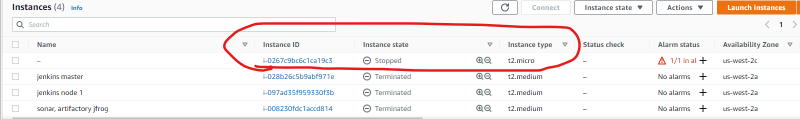 Instances (4) Info Connect Instance state Actions Launch Instances
Search 1
Name Instance ID Instance state Instance type Status check Alarm status Availability Zone
– i-0267c9bc6c1ca19c3 Stopped t2.micro – 1/1 in al + us-west-2c
jenkins master i-028b26c5b9abf971e Terminated t2.medium – No alarms + us-west-2a
jenkins node 1 i-097ad35f959330f3b Terminated t2.medium – No alarms + us-west-2a
sonar, artifactory jfrog i-008230fdc1accd814 Terminated t2.medium – No alarms + us-west-2a